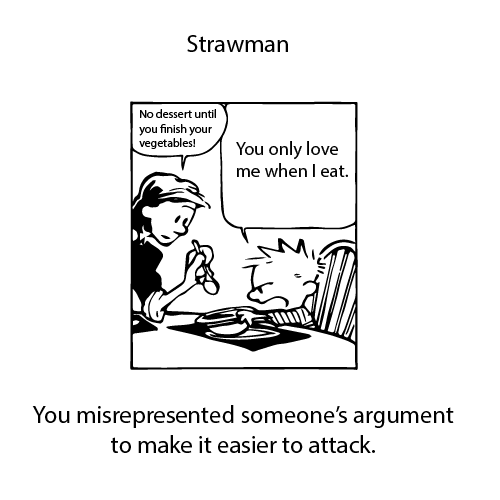 Strawman
No dessert until
you finish your
vegetables!
You only love
me when I eat.
You misrepresented someone's argument
to make it easier to attack.